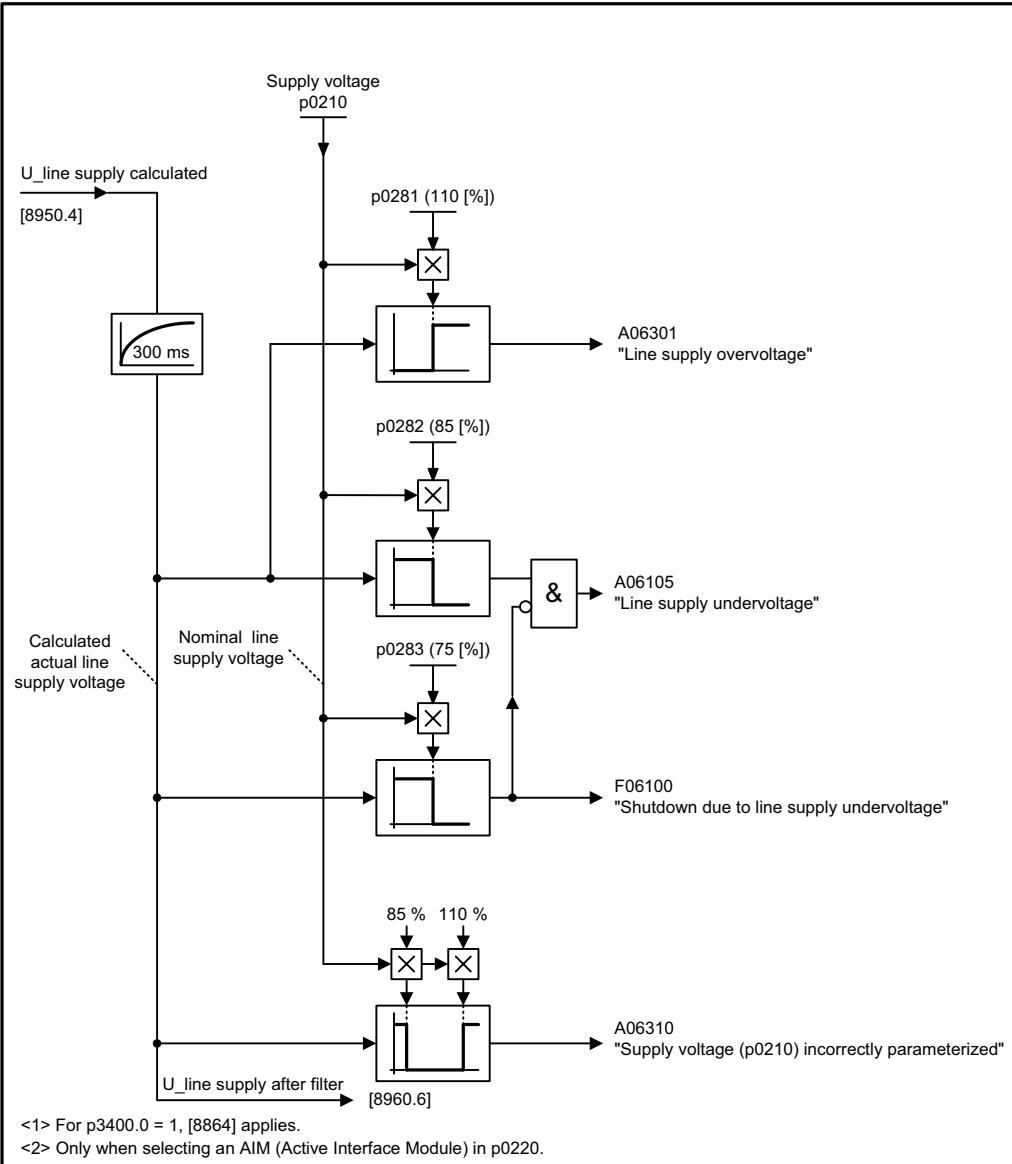 Supply voltage
p0210
U_line supply calculated
[8950.4]
p0281 (110 [%])
300 ms
A06301
"Line supply overvoltage"
p0282 (85 [%])
&
A06105
"Line supply undervoltage"
Calculated
actual line
supply voltage
Nominal line
supply voltage
p0283 (75 [%])
F06100
"Shutdown due to line supply undervoltage"
85 % 110 %
A06310
"Supply voltage (p0210) incorrectly parameterized"
U_line supply after filter
[8960.6]
<1> For p3400.0 = 1, [8864] applies.
<2> Only when selecting an AIM (Active Interface Module) in p0220.